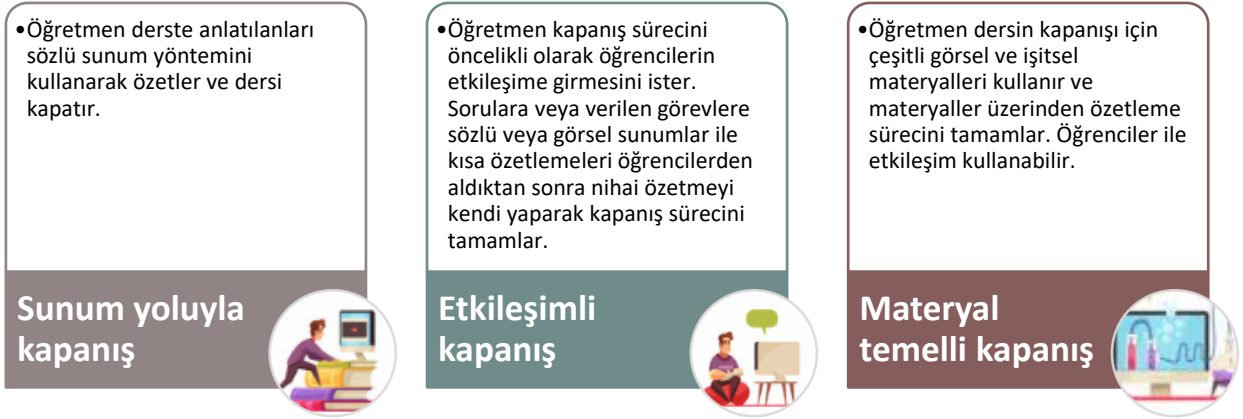 •Öğretmen derste anlatılanları
sözlü sunum yöntemini
kullanarak özetler ve dersi
kapatır.
Sunum yoluyla
kapanış
•Öğretmen kapanış sürecini
öncelikli olarak öğrencilerin
etkileşime girmesini ister.
Sorulara veya verilen görevlere
sözlü veya görsel sunumlar ile
kısa özetlemeleri öğrencilerden
aldıktan sonra nihai özetmeyi
kendi yaparak kapanış sürecini
tamamlar.
Etkileşimli
kapanış
•Öğretmen dersin kapanışı için
çeşitli görsel ve işitsel
materyalleri kullanır ve
materyaller üzerinden özetleme
sürecini tamamlar. Öğrenciler ile
etkileşim kullanabilir.
Materyal
temelli kapanış